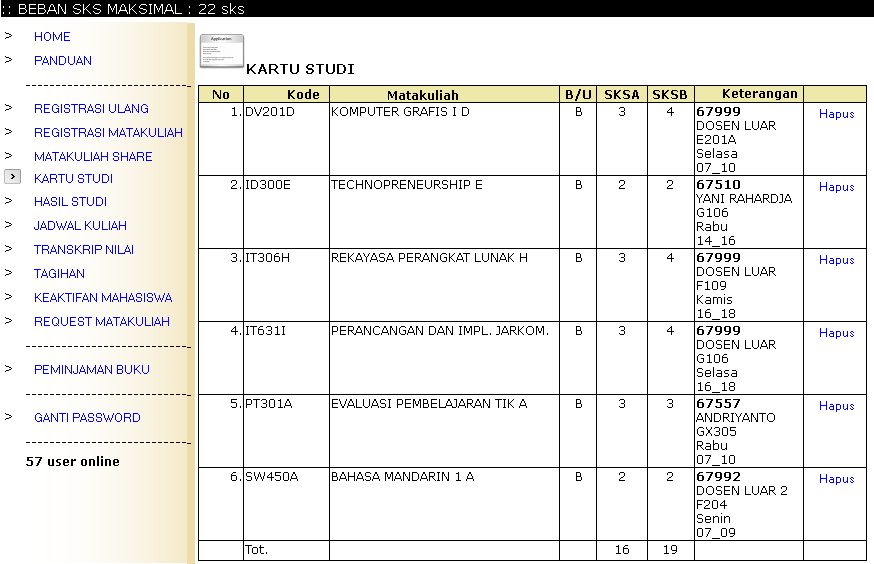 :: BEBAN SKS MAKSIMAL : 22 sks
> HOME
> PANDUAN
> REGISTRASI ULANG
> REGISTRASI MATAKULIAH
> MATAKULIAH SHARE
> KARTU STUDI
> HASIL STUDI
> JADWAL KULIAH
> TRANSKRIP NILAI
> TAGIHAN
> KEAKTIFAN MAHASISWA
> REQUEST MATAKULIAH
> PEMINJAMAN BUKU
> GANTI PASSWORD
57 user online
Application
KARTU STUDI
No Kode Matakuliah B/U SKSA SKSB Keterangan
1. DV201D KOMPUTER GRAFIS I D B 3 4 67999 Hapus
DOSEN LUAR
E201A
Selasa
07_10
2. ID300E TECHNOPRENEURSHIP E B 2 2 67510 Hapus
YANI RAHARDJA
G106
Rabu
14_16
3. IT306H REKAYASA PERANGKAT LUNAK H B 3 4 67999 Hapus
DOSEN LUAR
F109
Kamis
16_18
4. IT631I PERANCANGAN DAN IMPL. JARKOM. B 3 4 67999 Hapus
DOSEN LUAR
G106
Selasa
16_18
5. PT301A EVALUASI PEMBELAJARAN TIK A B 3 3 67557 Hapus
ANDRIYANTO
GX305
Rabu
07_10
6. SW450A BAHASA MANDARIN 1 A B 2 2 67992 Hapus
DOSEN LUAR 2
F204
Senin
07_09
Tot. 16 19